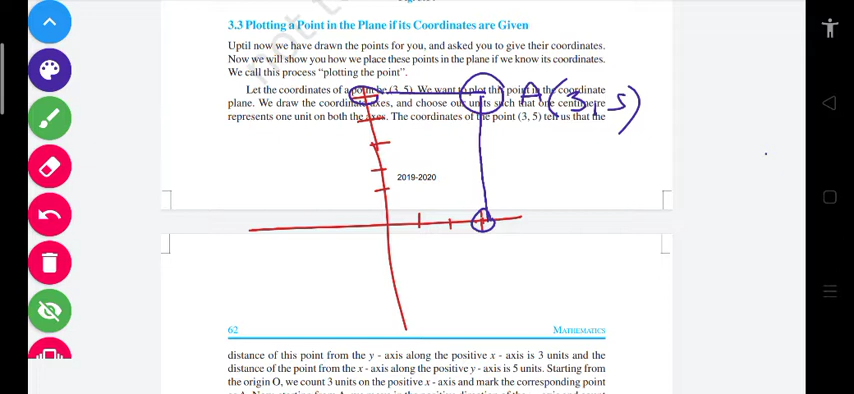 3.3 Plotting a Point in the Plane if its Coordinates are Given
Uptil now we have drawn the points for you, and asked you to give their coordinates.
Now we will show you how we place these points in the plane if we know its coordinates.
We call this process “plotting the point”.
Let the coordinates of a point be (3, 5). We want to plot this point in the coordinate
plane. We draw the coordinate axes, and choose our units such that one centimetre
represents one unit on both the axes. The coordinates of the point (3, 5) tell us that the
A(3,5)
2019-2020
62 MATHEMATICS
distance of this point from the y - axis along the positive x - axis is 3 units and the
distance of the point from the x - axis along the positive y - axis is 5 units. Starting from
the origin O, we count 3 units on the positive x - axis and mark the corresponding point